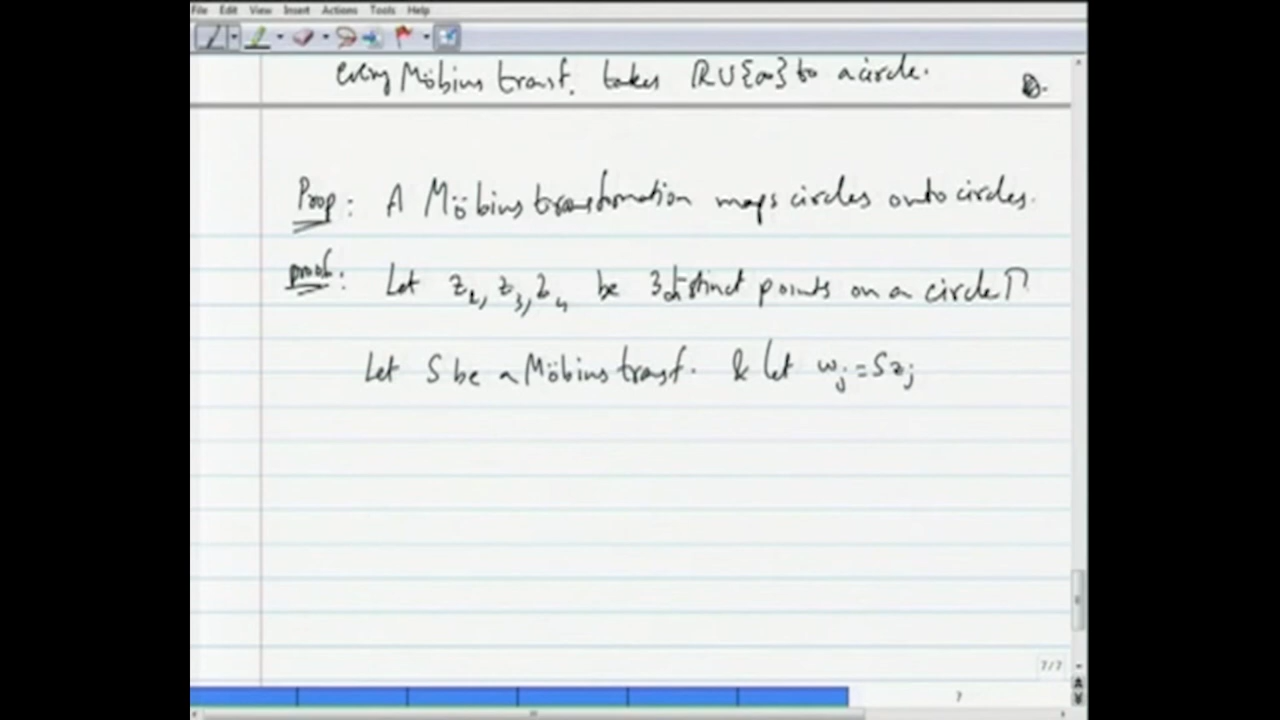 File Edit View Insert Actions Tools Help
every Möbius transf. takes ℝ∪{∞} to a circle.
Prop: A Möbius transformation maps circles onto circles.
proof: Let z₂, z₃, z₄ be 3 distinct points on a circle Γ
Let S be a Möbius transf. & let wⱼ = Szⱼ
7/7
7